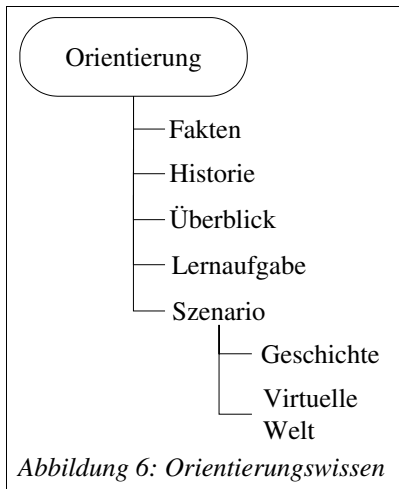 Orientierung
Fakten
Historie
Überblick
Lernaufgabe
Szenario
Geschichte
Virtuelle
Welt
Abbildung 6: Orientierungswissen